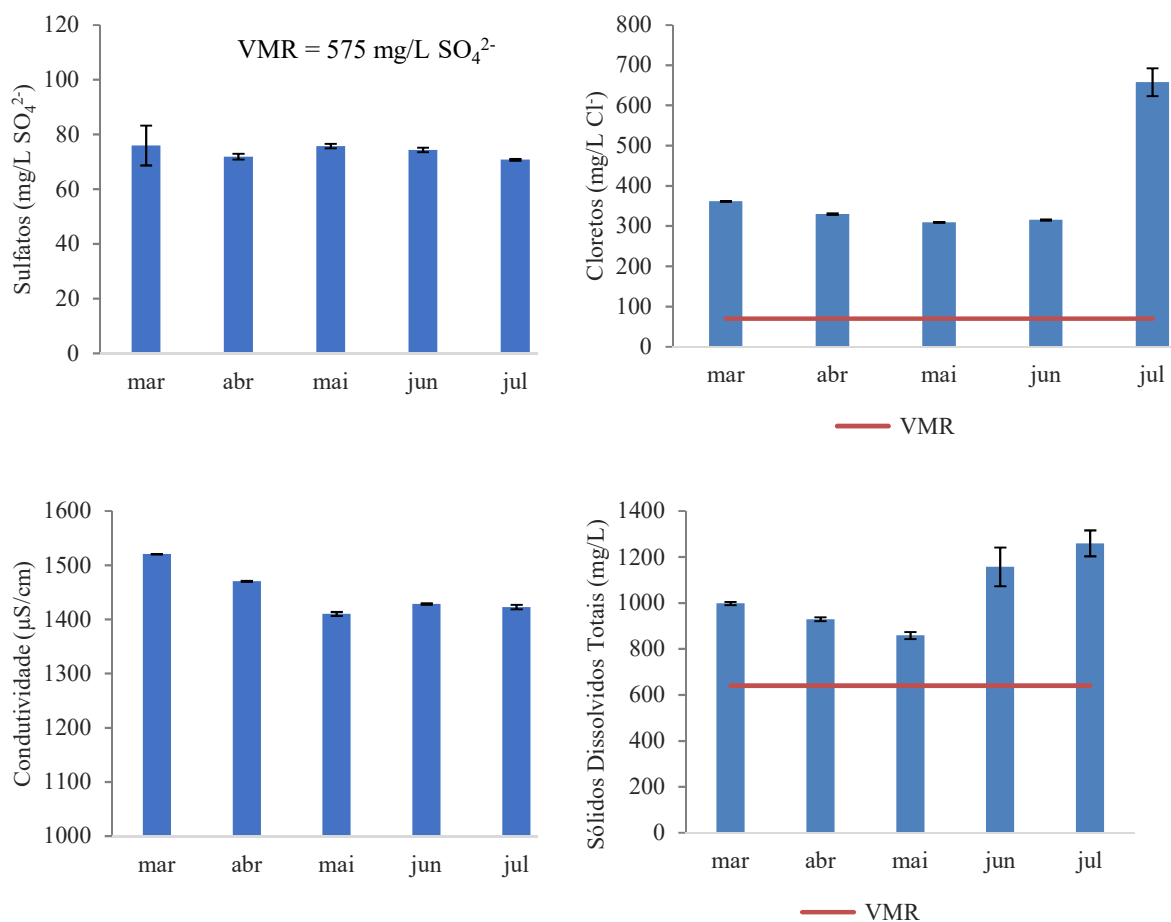 Sulfatos (mg/L SO₄²⁻)
120
100
80
60
40
20
0
VMR = 575 mg/L SO₄²⁻
mar abr mai jun jul
Cloretos (mg/L Cl⁻)
800
700
600
500
400
300
200
100
0
mar abr mai jun jul
VMR
Condutividade (µS/cm)
1600
1500
1400
1300
1200
1100
1000
mar abr mai jun jul
Sólidos Dissolvidos Totais (mg/L)
1400
1200
1000
800
600
400
200
0
mar abr mai jun jul
VMR